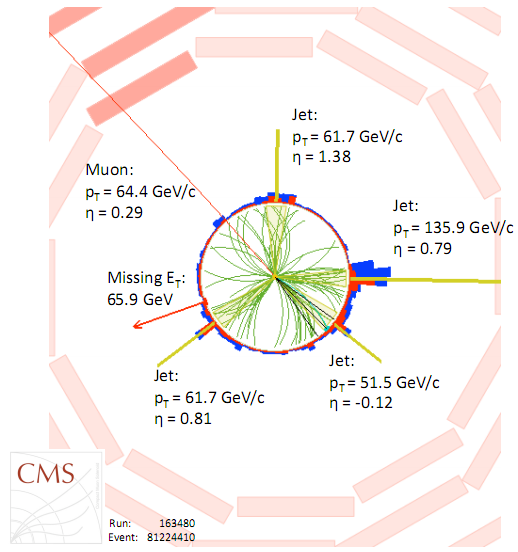 Jet:
pT = 61.7 GeV/c
η = 1.38
Muon:
pT = 64.4 GeV/c
η = 0.29
Jet:
pT = 135.9 GeV/c
η = 0.79
Missing ET:
65.9 GeV
Jet:
pT = 51.5 GeV/c
η = -0.12
Jet:
pT = 61.7 GeV/c
η = 0.81
CMS
Run: 163480
Event: 81224410